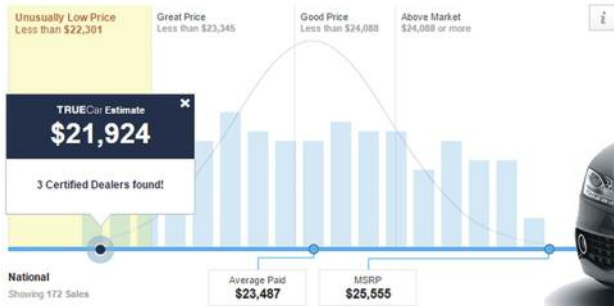 Unusually Low Price
Less than $22,301
Great Price
Less than $23,345
Good Price
Less than $24,088
Above Market
$24,088 or more
i
TRUECar Estimate
$21,924
3 Certified Dealers found!
National
Showing 172 Sales
Average Paid
$23,487
MSRP
$25,555